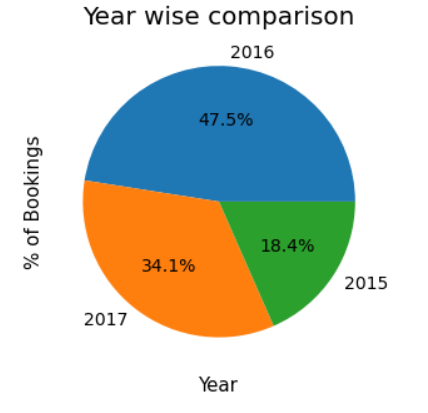 Year wise comparison
2016
47.5%
% of Bookings
18.4%
34.1%
2015
2017
Year